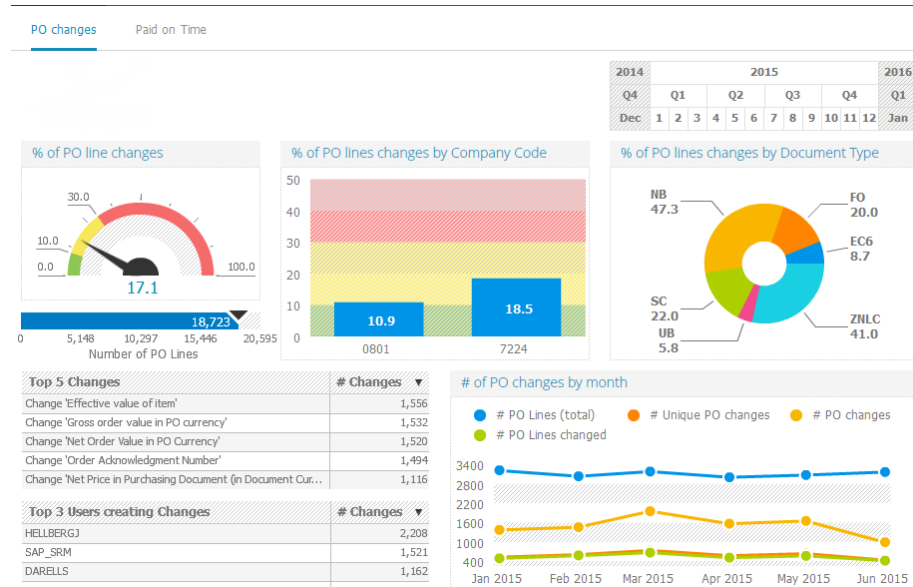 PO changes Paid on Time
2014 2015 2016
Q4 Q1 Q2 Q3 Q4 Q1
Dec 1 2 3 4 5 6 7 8 9 10 11 12 Jan
% of PO line changes
30.0
10.0
0.0 100.0
17.1
18,723
0 5,148 10,297 15,446 20,595
Number of PO Lines
% of PO lines changes by Company Code
50
40
30
20
10
0
10.9 18.5
0801 7224
% of PO lines changes by Document Type
NB
47.3
FO
20.0
EC6
8.7
SC
22.0
UB
5.8
ZNLC
41.0
Top 5 Changes # Changes ▼
Change 'Effective value of item' 1,556
Change 'Gross order value in PO currency' 1,532
Change 'Net Order Value in PO Currency' 1,520
Change 'Order Acknowledgment Number' 1,494
Change 'Net Price in Purchasing Document (in Document Cur... 1,116
Top 3 Users creating Changes # Changes ▼
HELLBERGJ 2,208
SAP_SRM 1,521
DARELLS 1,162
# of PO changes by month
# PO Lines (total) # Unique PO changes # PO changes
# PO Lines changed
3400
2800
2200
1600
1000
400
Jan 2015 Feb 2015 Mar 2015 Apr 2015 May 2015 Jun 2015